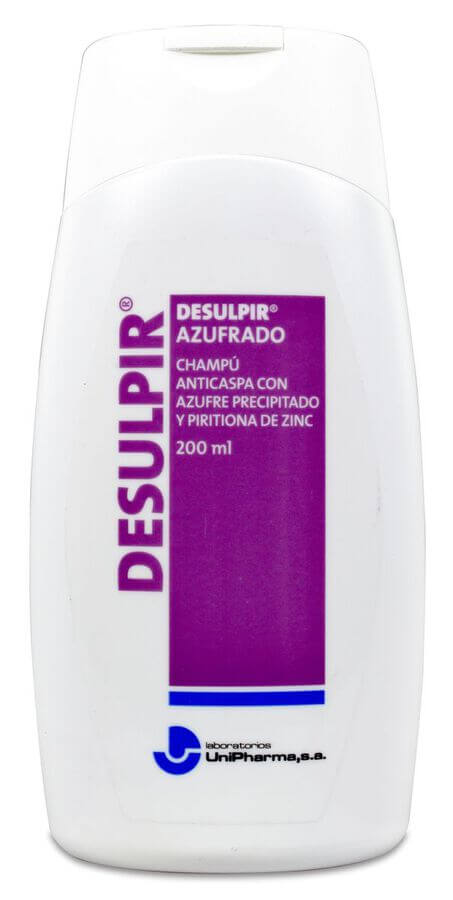 DESULPIR®
DESULPIR®
AZUFRADO
CHAMPÚ
ANTICASPA CON
AZUFRE PRECIPITADO
Y PIRITIONA DE ZINC
200 ml
laboratorios
UniPharma,s.a.